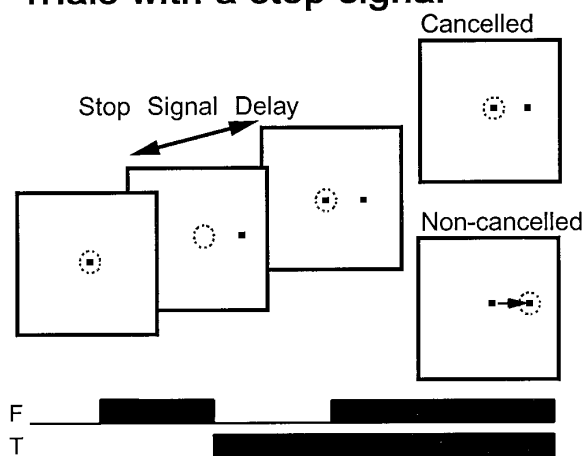 Trials with a stop signal
Cancelled
Stop Signal Delay
Non-cancelled
F
T